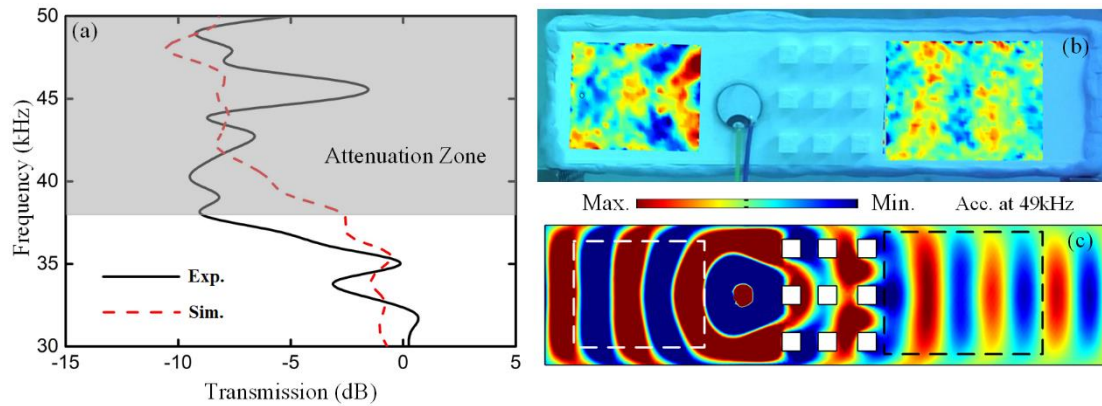 (a)
50
45
40
35
30
Frequency (kHz)
Attenuation Zone
Exp.
Sim.
-15
-10
-5
0
5
Transmission (dB)
(b)
Max.
Min.
Acc. at 49kHz
(c)